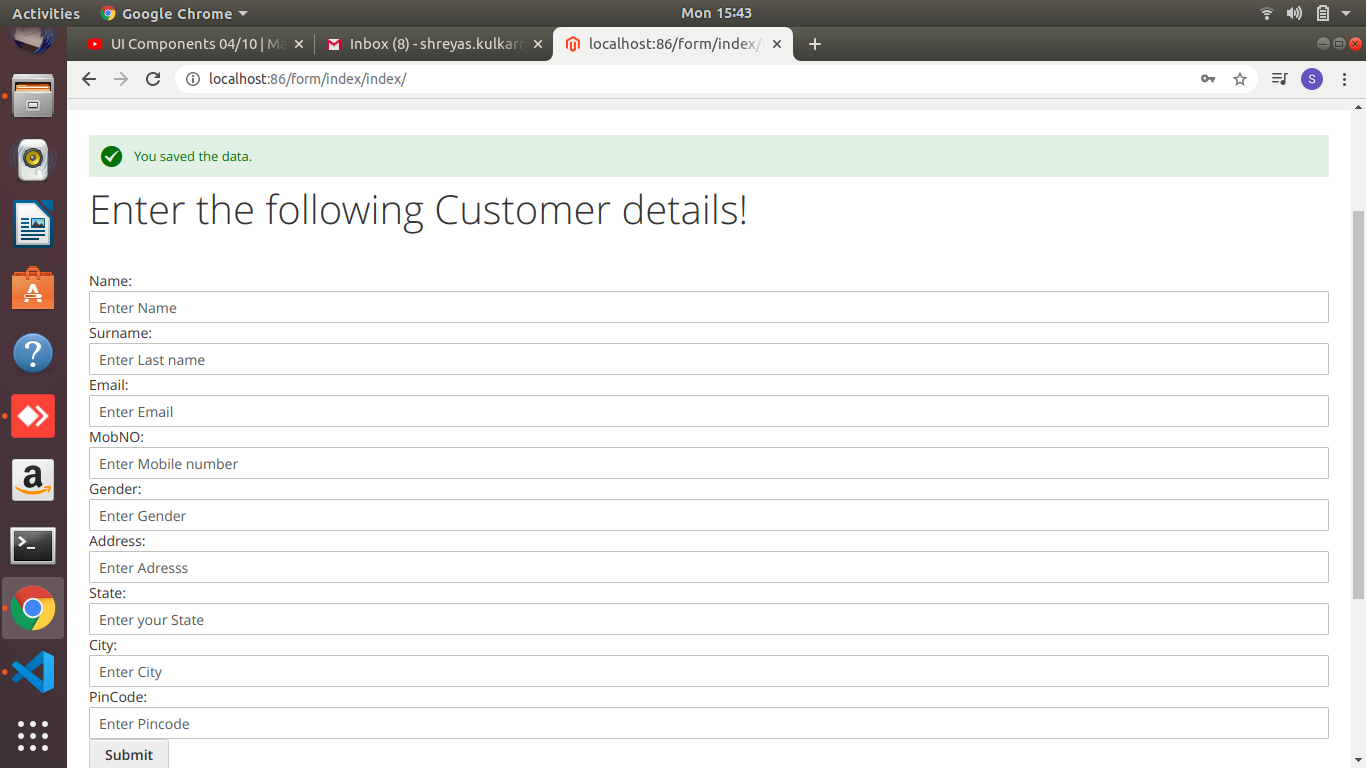 Activities Google Chrome Mon 15:43
UI Components 04/10 | Ma Inbox (8) - shreyas.kulkarn localhost:86/form/index/
localhost:86/form/index/index/ S
You saved the data.
Enter the following Customer details!
Name:
Enter Name
Surname:
Enter Last name
Email:
Enter Email
MobNO:
Enter Mobile number
Gender:
Enter Gender
Address:
Enter Adresss
State:
Enter your State
City:
Enter City
PinCode:
Enter Pincode
Submit